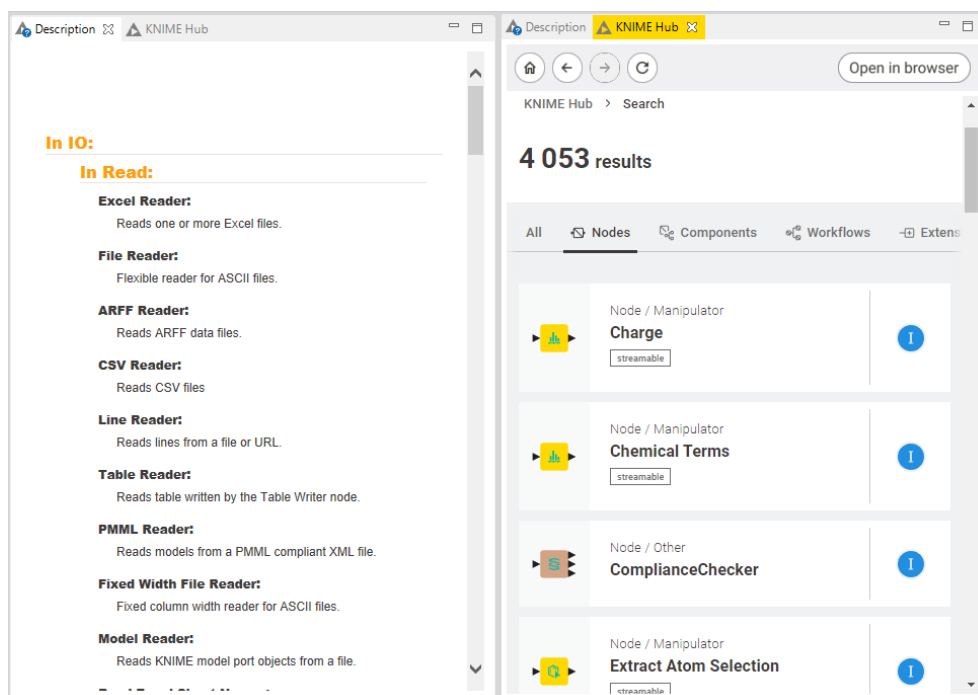 Description
KNIME Hub
In IO:
In Read:
Excel Reader:
Reads one or more Excel files.
File Reader:
Flexible reader for ASCII files.
ARFF Reader:
Reads ARFF data files.
CSV Reader:
Reads CSV files
Line Reader:
Reads lines from a file or URL.
Table Reader:
Reads table written by the Table Writer node.
PMML Reader:
Reads models from a PMML compliant XML file.
Fixed Width File Reader:
Fixed column width reader for ASCII files.
Model Reader:
Reads KNIME model port objects from a file.
Description
KNIME Hub
Open in browser
KNIME Hub > Search
4 053 results
All
Nodes
Components
Workflows
Extens
Node / Manipulator
Charge
streamable
I
Node / Manipulator
Chemical Terms
streamable
I
Node / Other
ComplianceChecker
I
Node / Manipulator
Extract Atom Selection
streamable
I